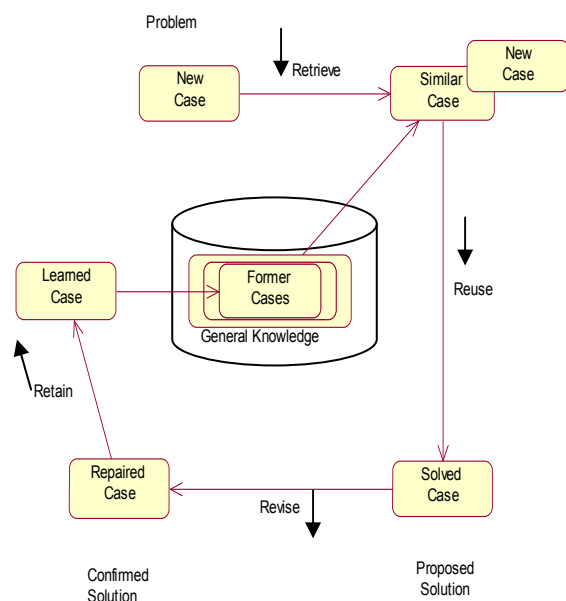 Problem
New
Case
Retrieve
Similar
Case
New
Case
Learned
Case
Former
Cases
General Knowledge
Reuse
Retain
Repaired
Case
Revise
Solved
Case
Confirmed
Solution
Proposed
Solution